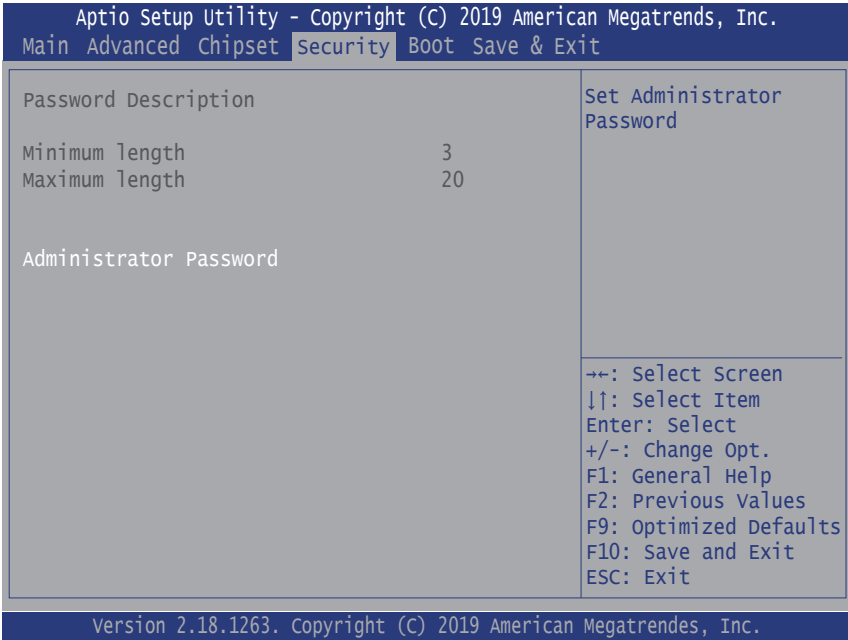 Aptio Setup Utility - Copyright (C) 2019 American Megatrends, Inc.
Main Advanced Chipset Security Boot Save & Exit
Password Description
Minimum length 3
Maximum length 20
Administrator Password
Set Administrator
Password
→←: Select Screen
↓↑: Select Item
Enter: Select
+/-: Change Opt.
F1: General Help
F2: Previous Values
F9: Optimized Defaults
F10: Save and Exit
ESC: Exit
Version 2.18.1263. Copyright (C) 2019 American Megatrendes, Inc.